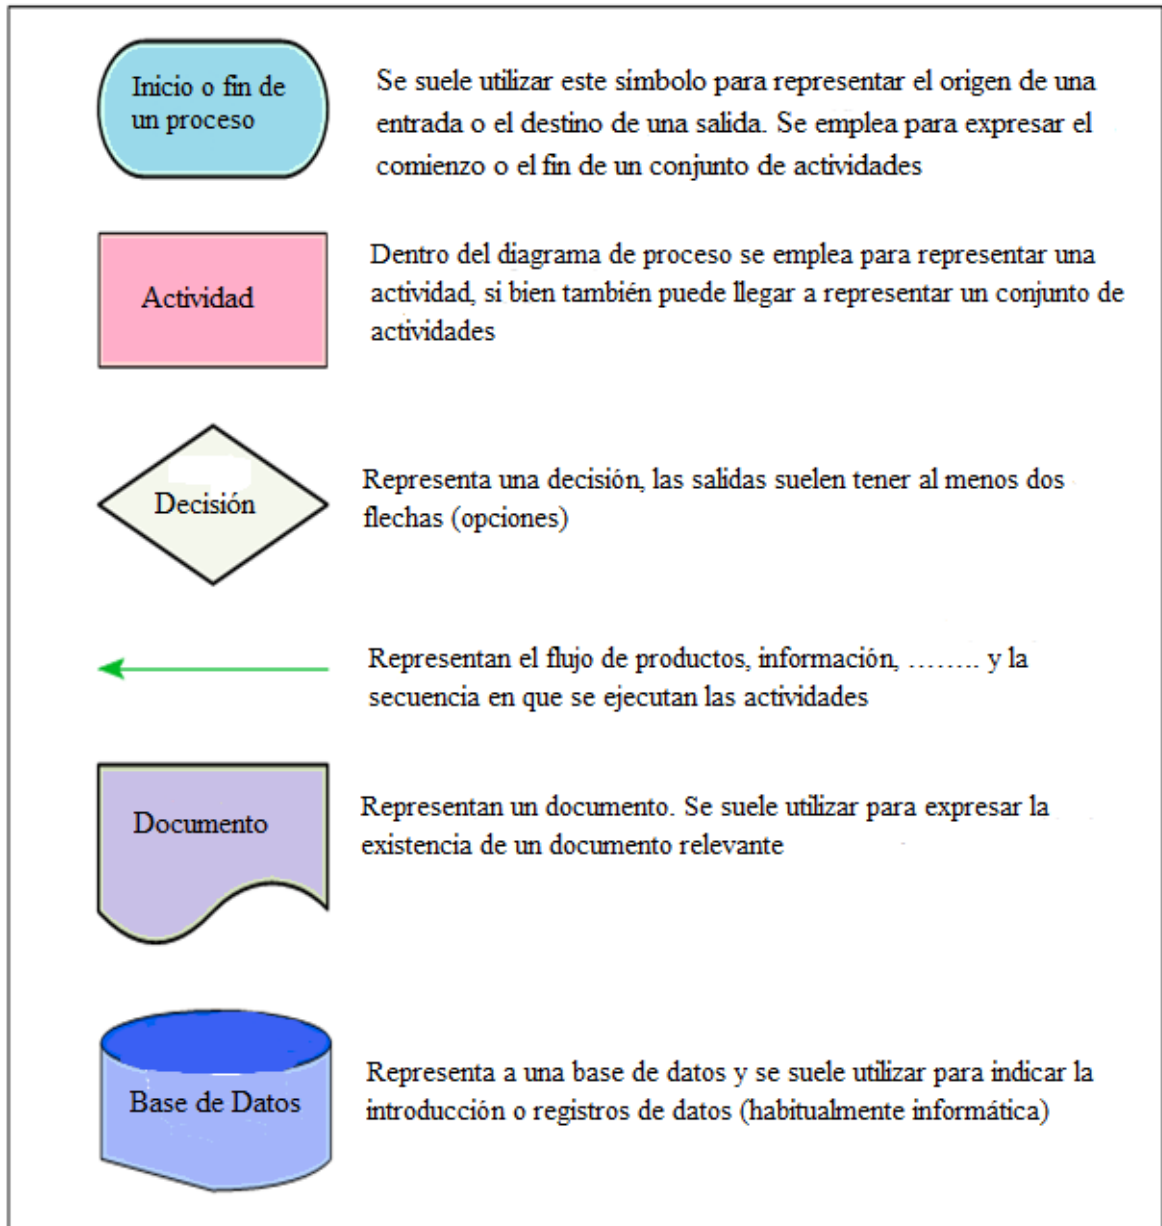 Inicio o fin de
un proceso
Se suele utilizar este símbolo para representar el origen de una
entrada o el destino de una salida. Se emplea para expresar el
comienzo o el fin de un conjunto de actividades
Actividad
Dentro del diagrama de proceso se emplea para representar una
actividad, si bien también puede llegar a representar un conjunto de
actividades
Decisión
Representa una decisión, las salidas suelen tener al menos dos
flechas (opciones)
Representan el flujo de productos, información, …….. y la
secuencia en que se ejecutan las actividades
Documento
Representan un documento. Se suele utilizar para expresar la
existencia de un documento relevante
Base de Datos
Representa a una base de datos y se suele utilizar para indicar la
introducción o registros de datos (habitualmente informática)